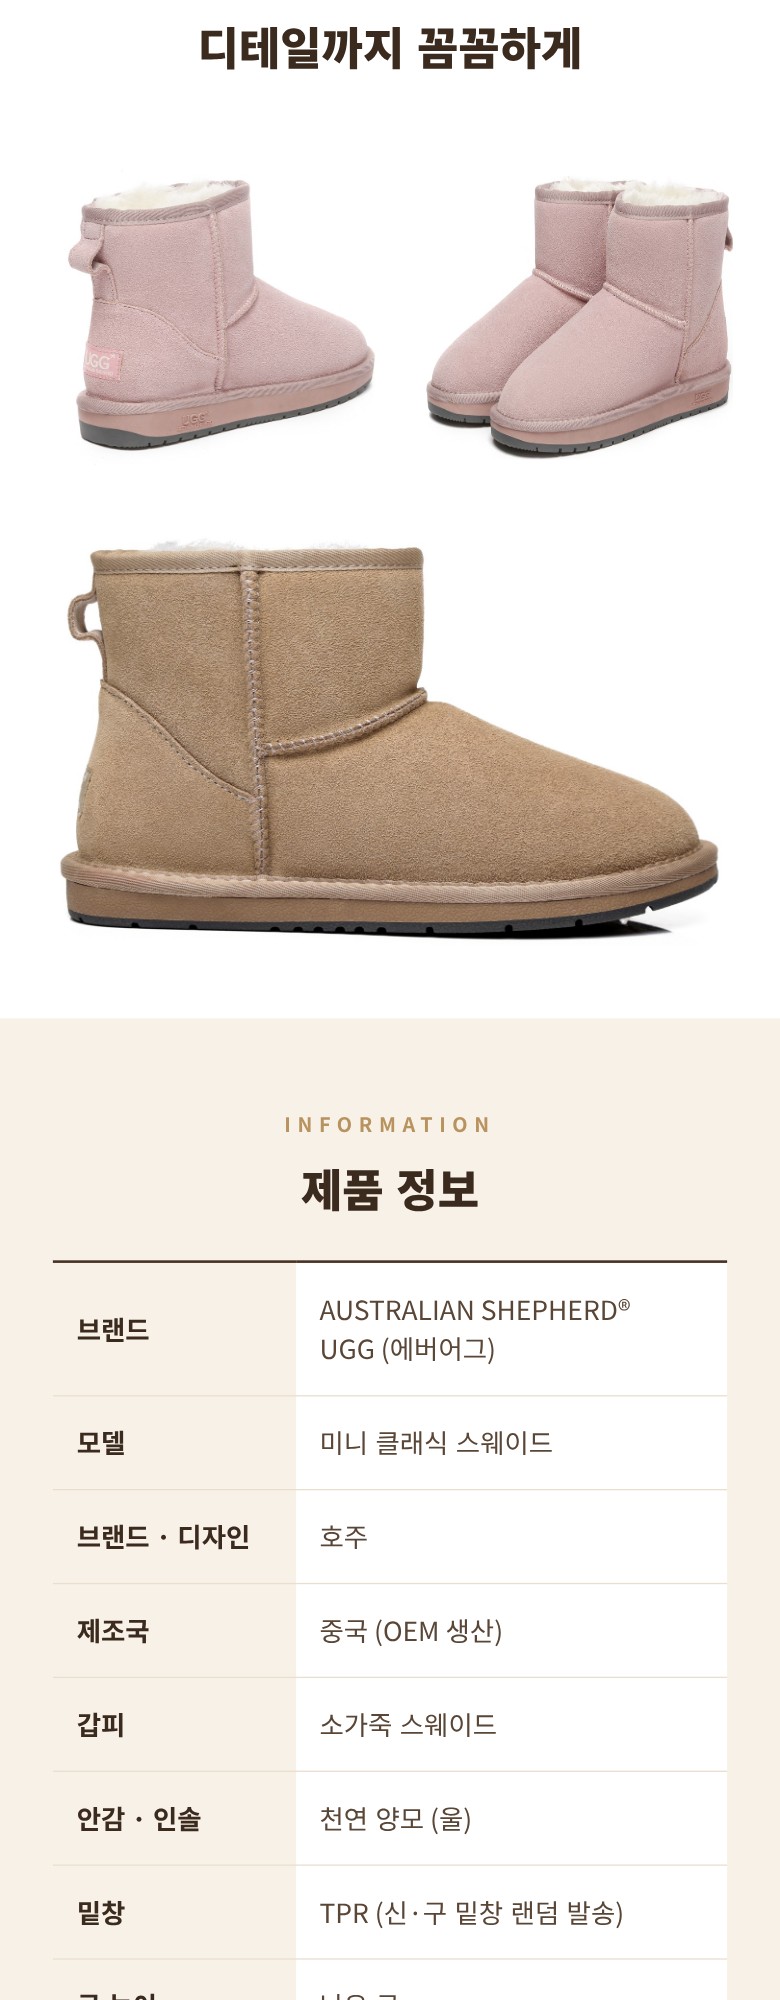 디테일까지 꼼꼼하게
UGG
UGG
INFORMATION
제품 정보
브랜드
AUSTRALIAN SHEPHERD®
UGG (에버어그)
모델
미니 클래식 스웨이드
브랜드 · 디자인
호주
제조국
중국 (OEM 생산)
갑피
소가죽 스웨이드
안감 · 인솔
천연 양모 (울)
밑창
TPR (신·구 밑창 랜덤 발송)